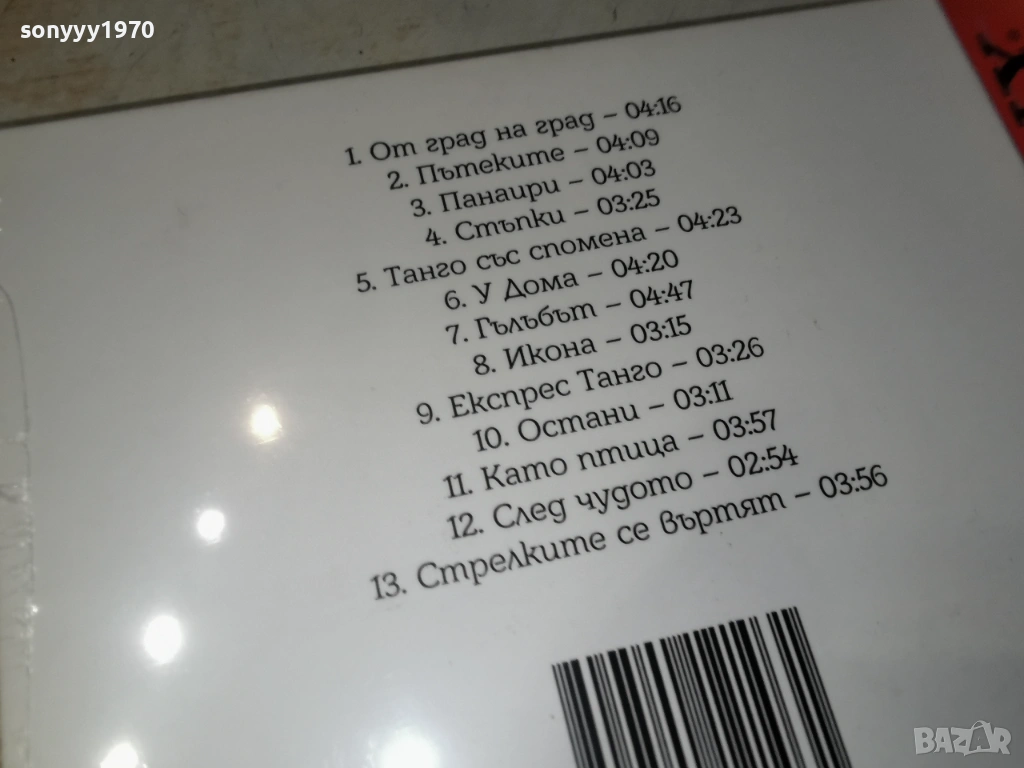 sonyyy1970
1. От град на град – 04:16
2. Пътеките – 04:09
3. Панаири – 04:03
4. Стъпки – 03:25
5. Танго със спомена – 04:23
6. У Дома – 04:20
7. Гълъбът – 04:47
8. Икона – 03:15
9. Експрес Танго – 03:26
10. Остани – 03:11
11. Като птица – 03:57
12. След чудото – 02:54
13. Стрелките се въртят – 03:56
BAZAR